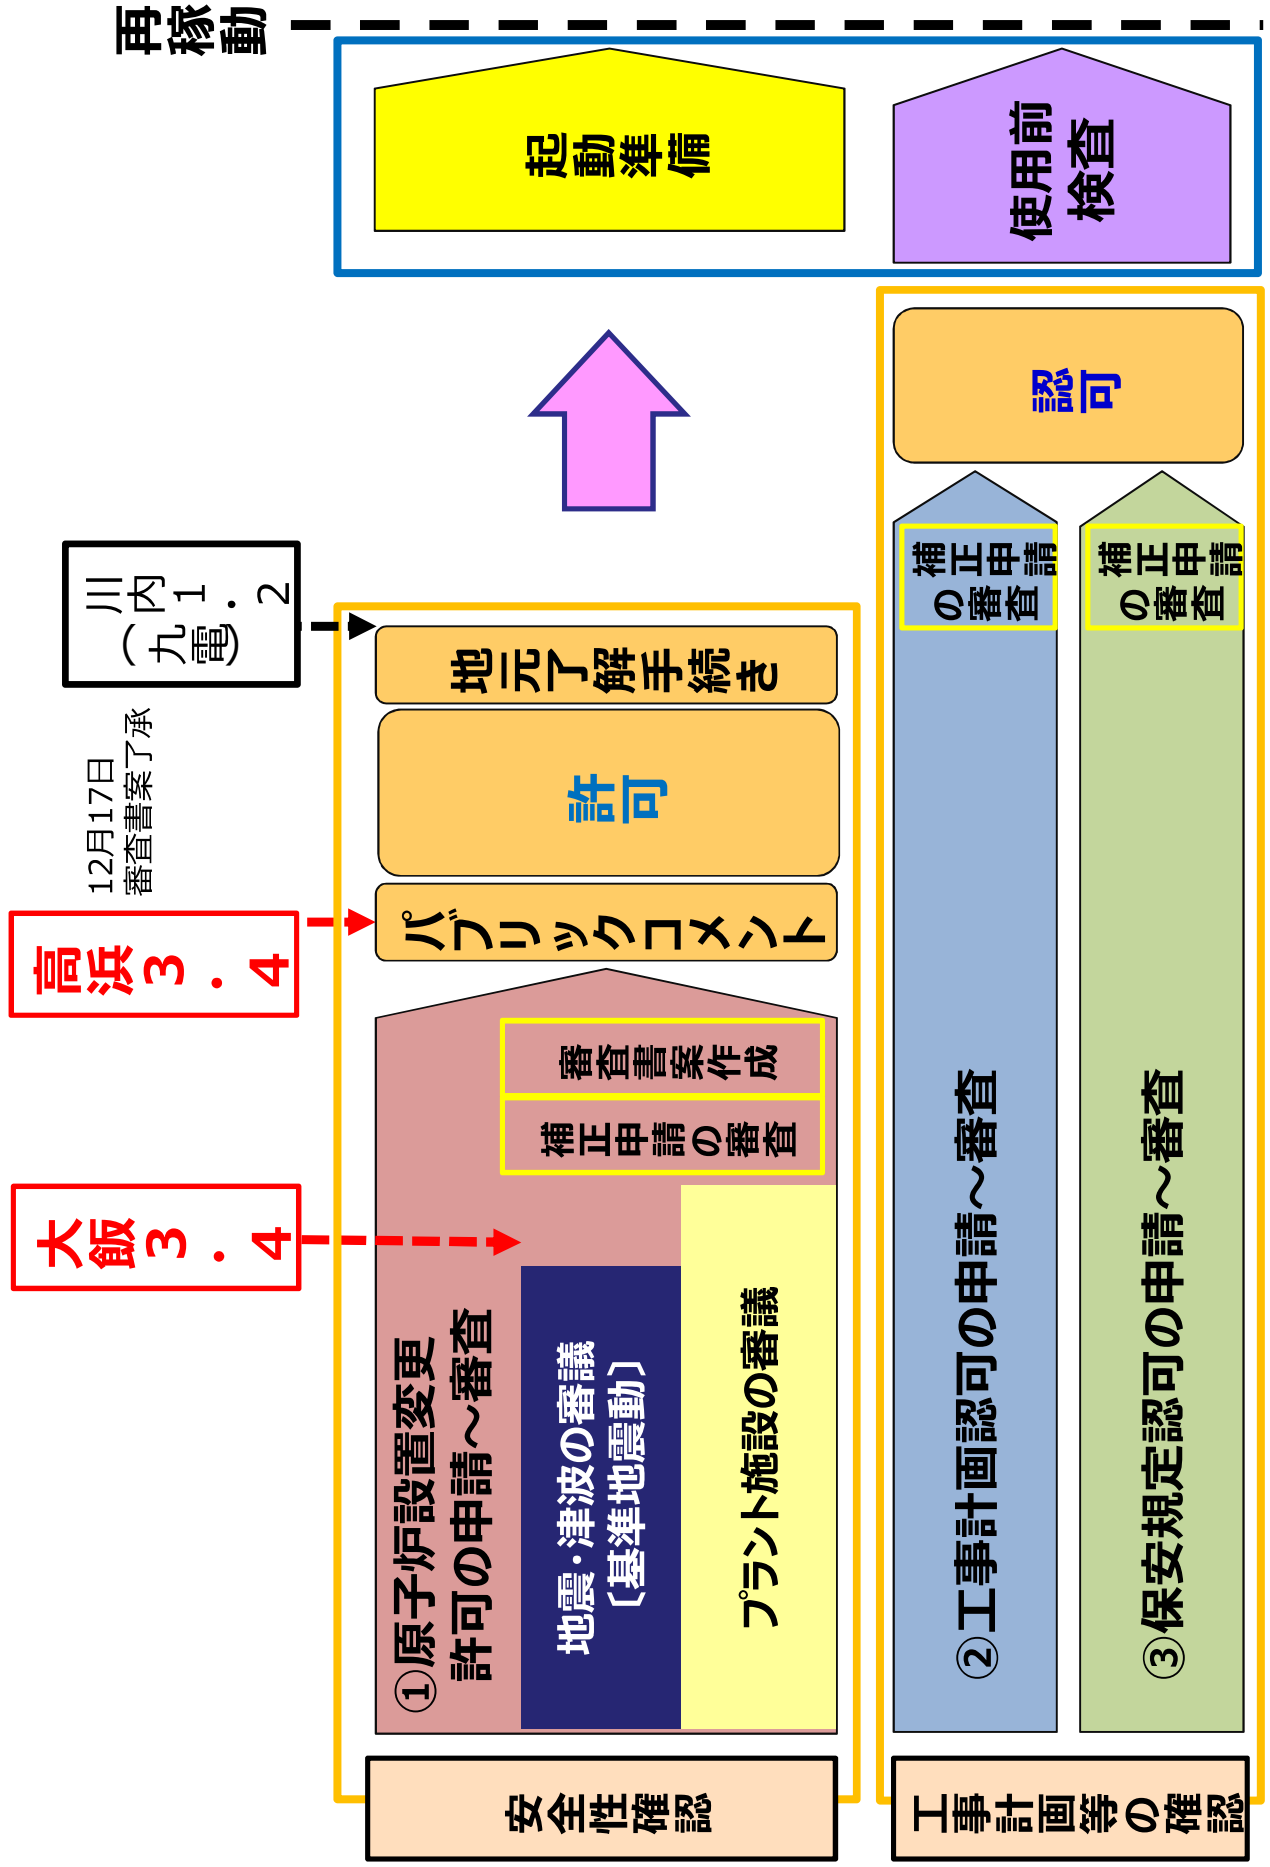 大飯３．４
高浜３．４
12月17日
審査書案了承
川内１．２
（九電）
再稼動
安全性確認
①原子炉設置変更
許可の申請～審査
地震・津波の審議
〔基準地震動〕
プラント施設の審議
補正申請の審査
審査書案作成
パブリックコメント
許可
地元了解手続き
起動準備
工事計画等の確認
②工事計画認可の申請～審査
補正申請
の審査
③保安規定認可の申請～審査
補正申請
の審査
認可
使用前
検査